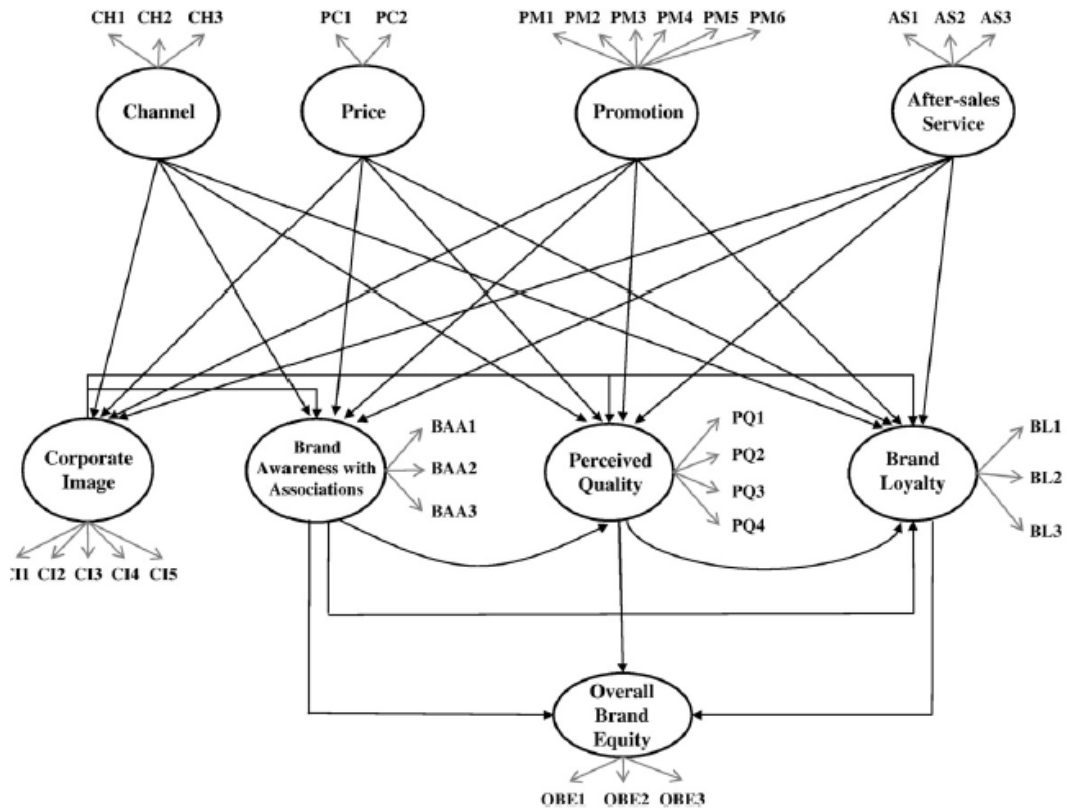 CH1 CH2 CH3 PC1 PC2 PM1 PM2 PM3 PM4 PM5 PM6 AS1 AS2 AS3
Channel
Price
Promotion
After-sales
Service
Corporate
Image
Brand
Awareness with
Associations
BAA1
BAA2
BAA3
Perceived
Quality
PQ1
PQ2
PQ3
PQ4
Brand
Loyalty
BL1
BL2
BL3
CI1 CI2 CI3 CI4 CI5
Overall
Brand
Equity
OBE1 OBE2 OBE3